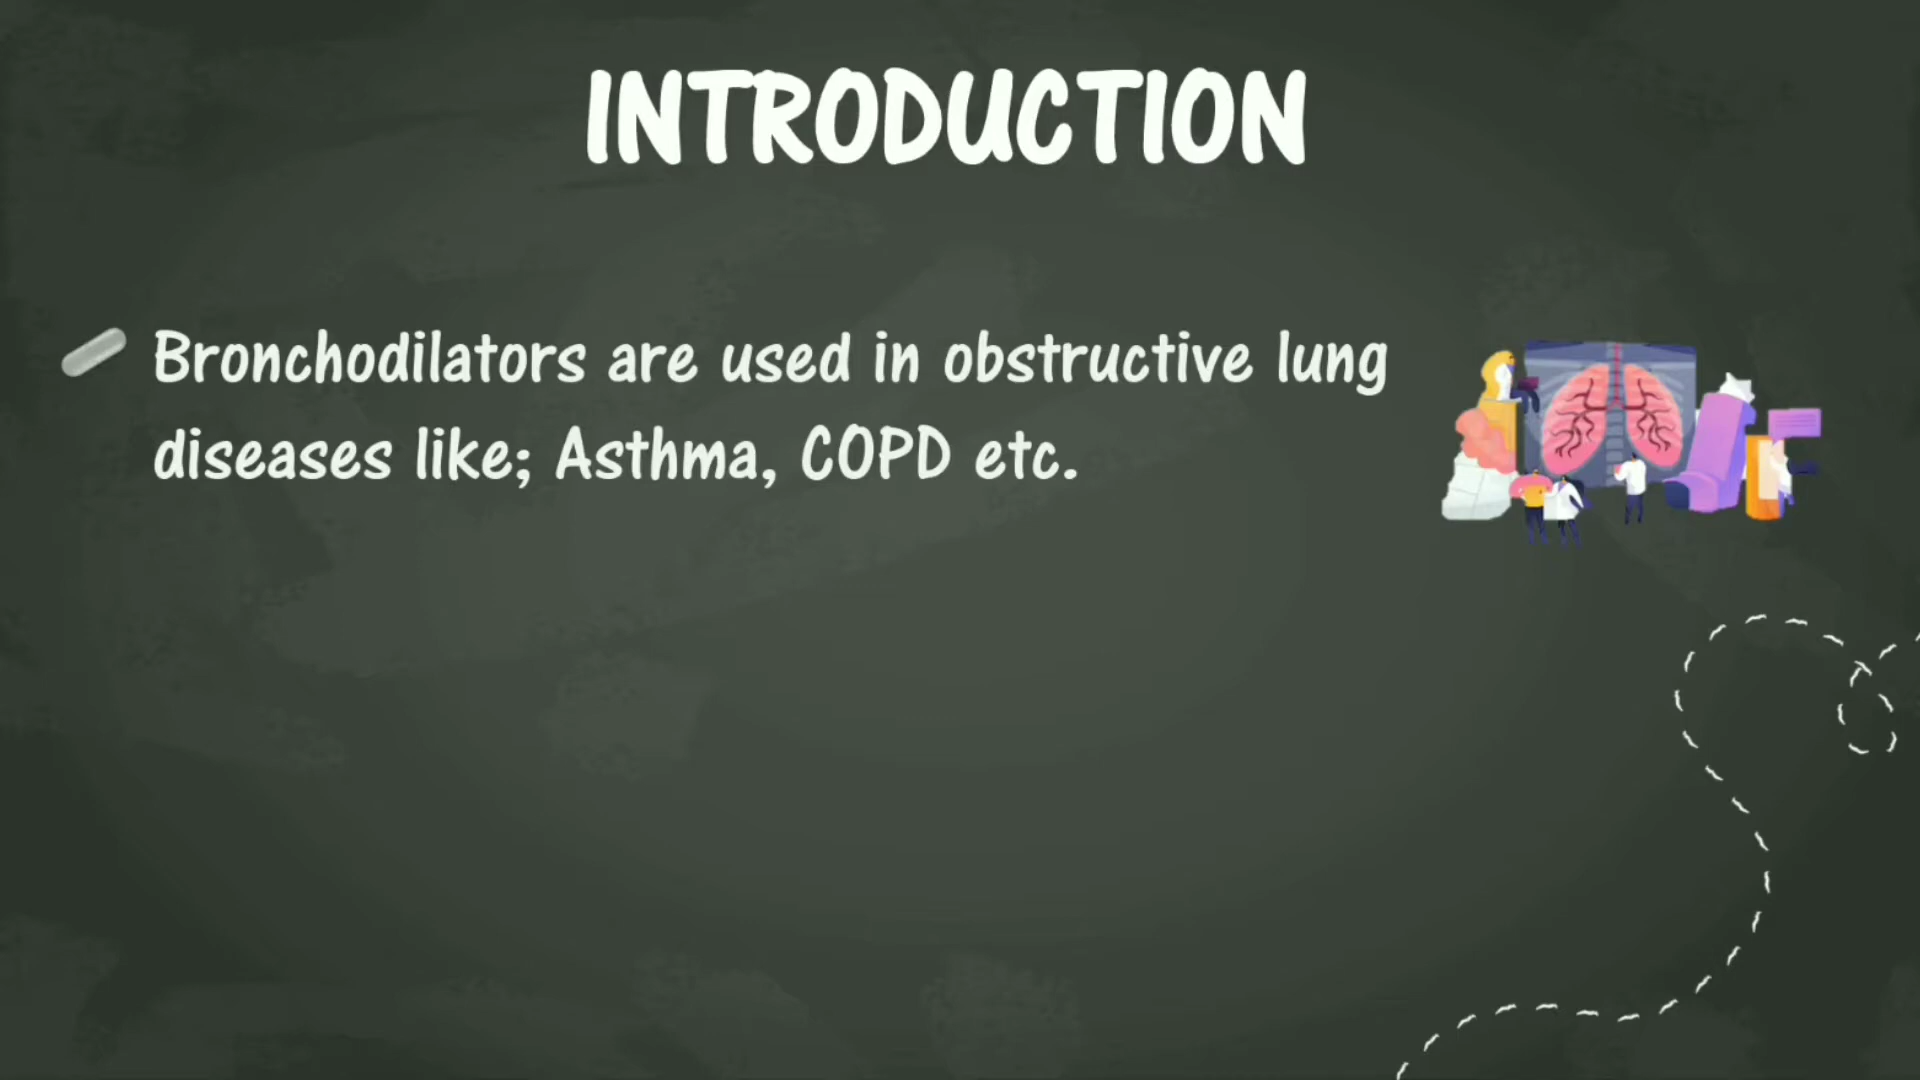 INTRODUCTION
Bronchodilators are used in obstructive lung
diseases like; Asthma, COPD etc.